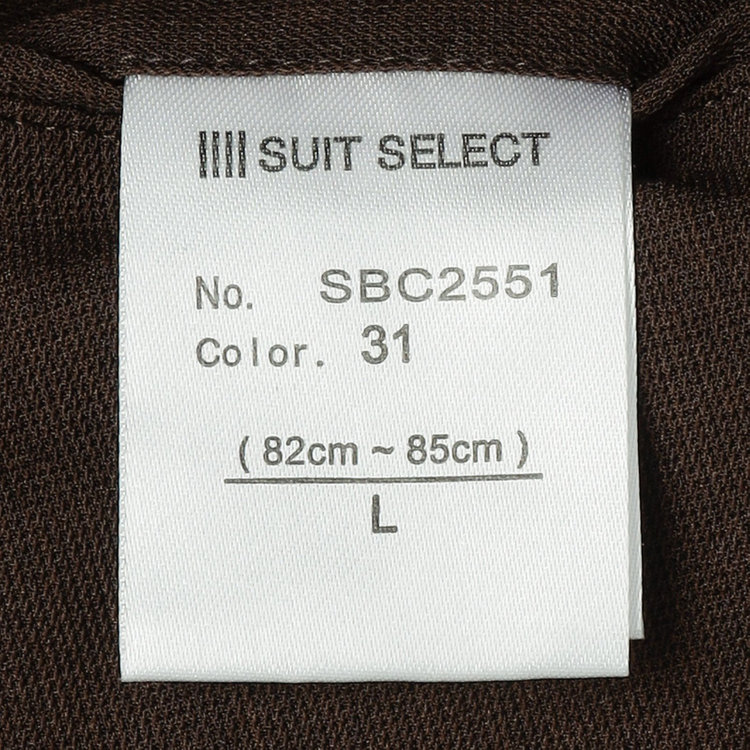 SUIT SELECT
No. SBC2551
Color. 31
( 82cm ~ 85cm )
L